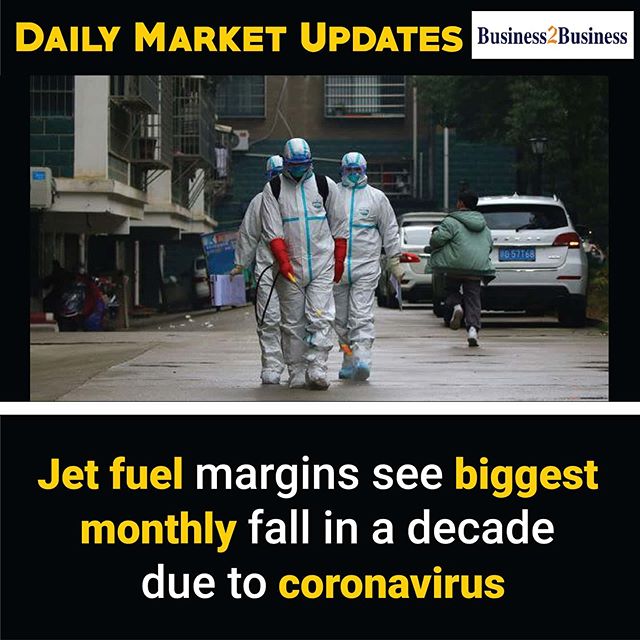 DAILY MARKET UPDATES
Business2Business
Jet fuel margins see biggest
monthly fall in a decade
due to coronavirus